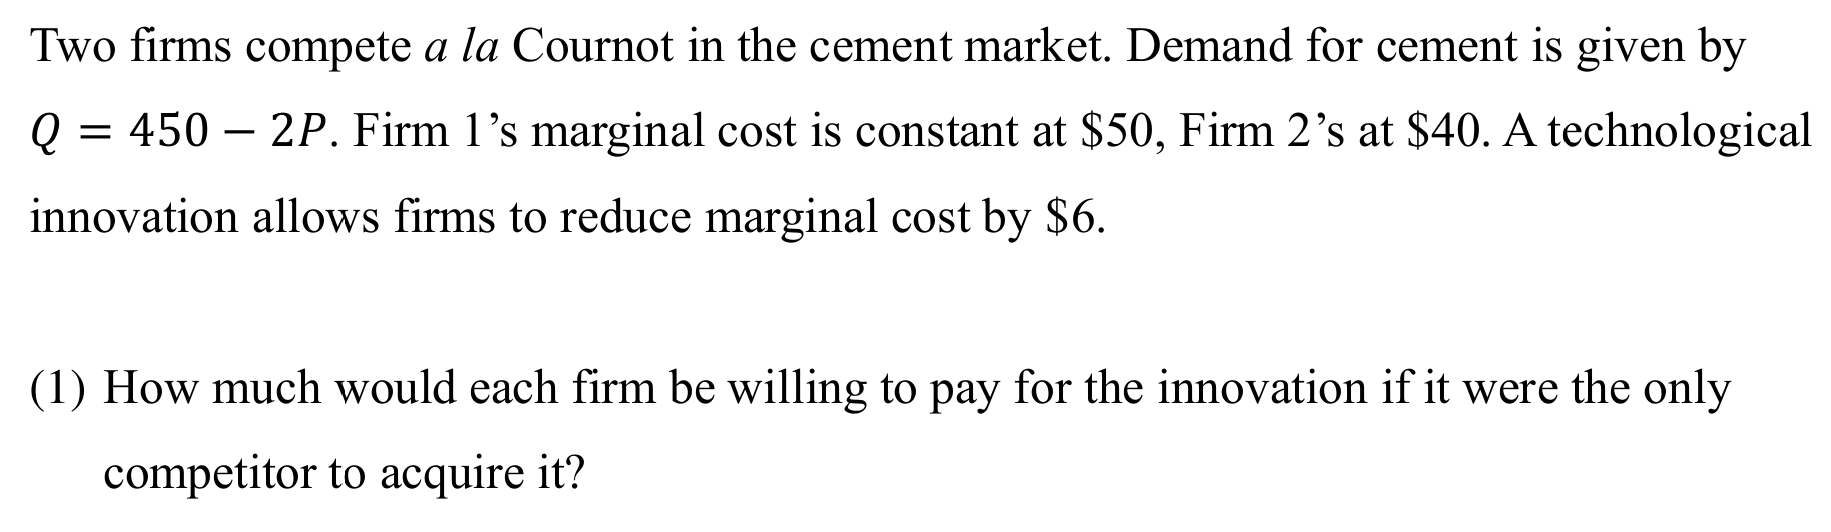 Two firms compete a la Cournot in the cement market. Demand for cement is given by
Q = 450 − 2P. Firm 1’s marginal cost is constant at $50, Firm 2’s at $40. A technological
innovation allows firms to reduce marginal cost by $6.
(1) How much would each firm be willing to pay for the innovation if it were the only
competitor to acquire it?